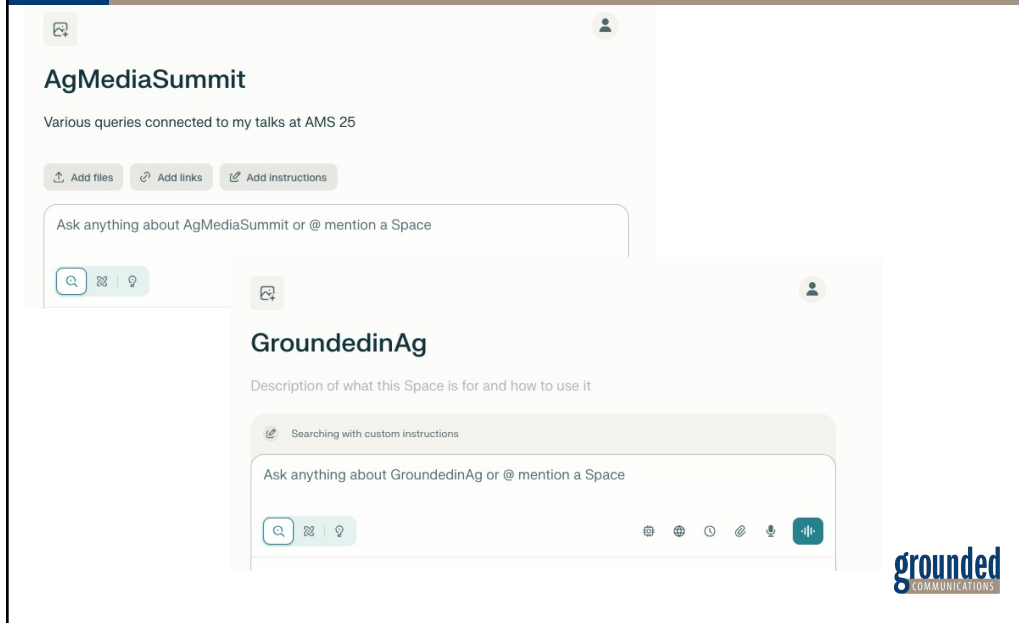 AgMediaSummit
Various queries connected to my talks at AMS 25
Add files Add links Add instructions
Ask anything about AgMediaSummit or @ mention a Space
GroundedinAg
Description of what this Space is for and how to use it
Searching with custom instructions
Ask anything about GroundedinAg or @ mention a Space
grounded
COMMUNICATIONS